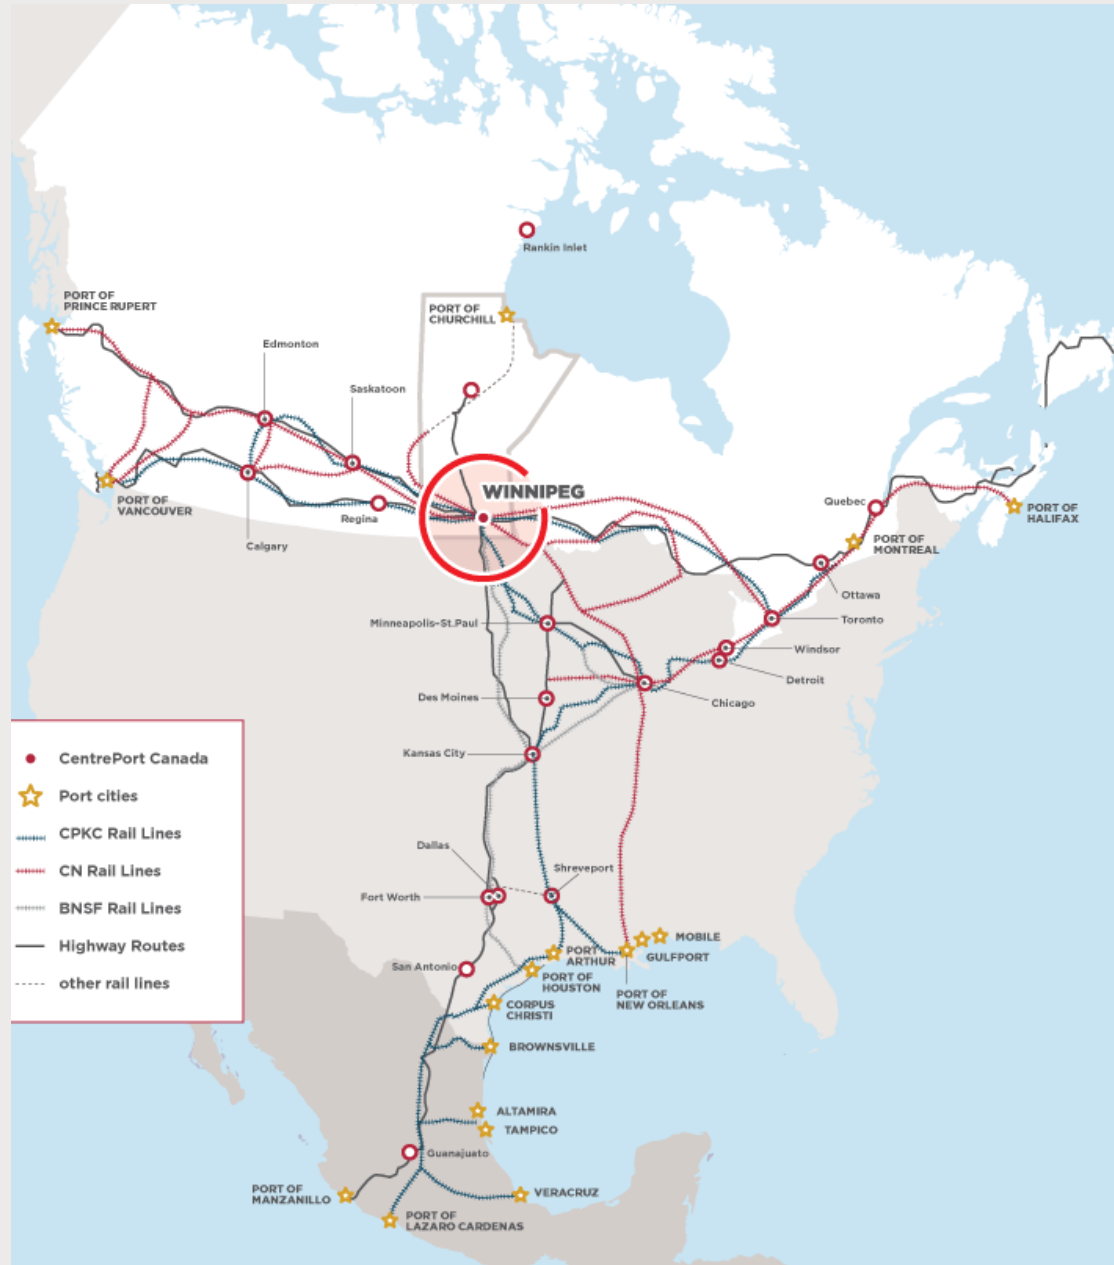 Rankin Inlet
PORT OF
PRINCE RUPERT
PORT OF
CHURCHILL
Edmonton
Saskatoon
WINNIPEG
PORT OF
VANCOUVER
Regina
Calgary
Quebec
PORT OF
HALIFAX
PORT OF
MONTREAL
Ottawa
Toronto
Minneapolis-St.Paul
Windsor
Detroit
Des Moines
Chicago
Kansas City
CentrePort Canada
Port cities
CPKC Rail Lines
CN Rail Lines
BNSF Rail Lines
Highway Routes
other rail lines
Dallas
Shreveport
Fort Worth
MOBILE
GULFPORT
PORT
ARTHUR
San Antonio
PORT OF
HOUSTON
PORT OF
NEW ORLEANS
CORPUS
CHRISTI
BROWNSVILLE
ALTAMIRA
TAMPICO
Guanajuato
PORT OF
MANZANILLO
VERACRUZ
PORT OF
LAZARO CARDENAS